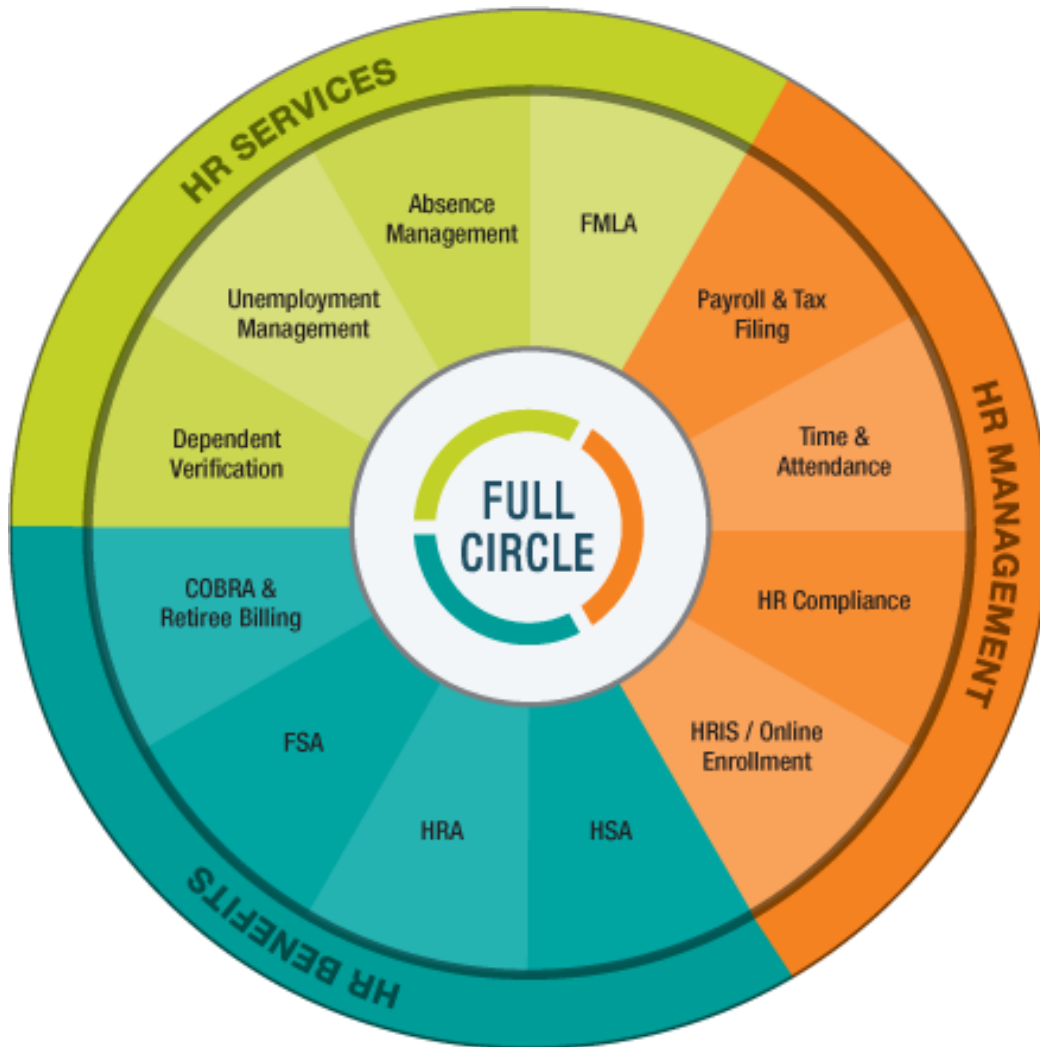 HR SERVICES
Absence
Management
FMLA
Unemployment
Management
Dependent
Verification
HR MANAGEMENT
Payroll & Tax
Filing
Time &
Attendance
HR Compliance
HRIS / Online
Enrollment
FULL
CIRCLE
HR BENEFITS
COBRA &
Retiree Billing
FSA
HRA
HSA